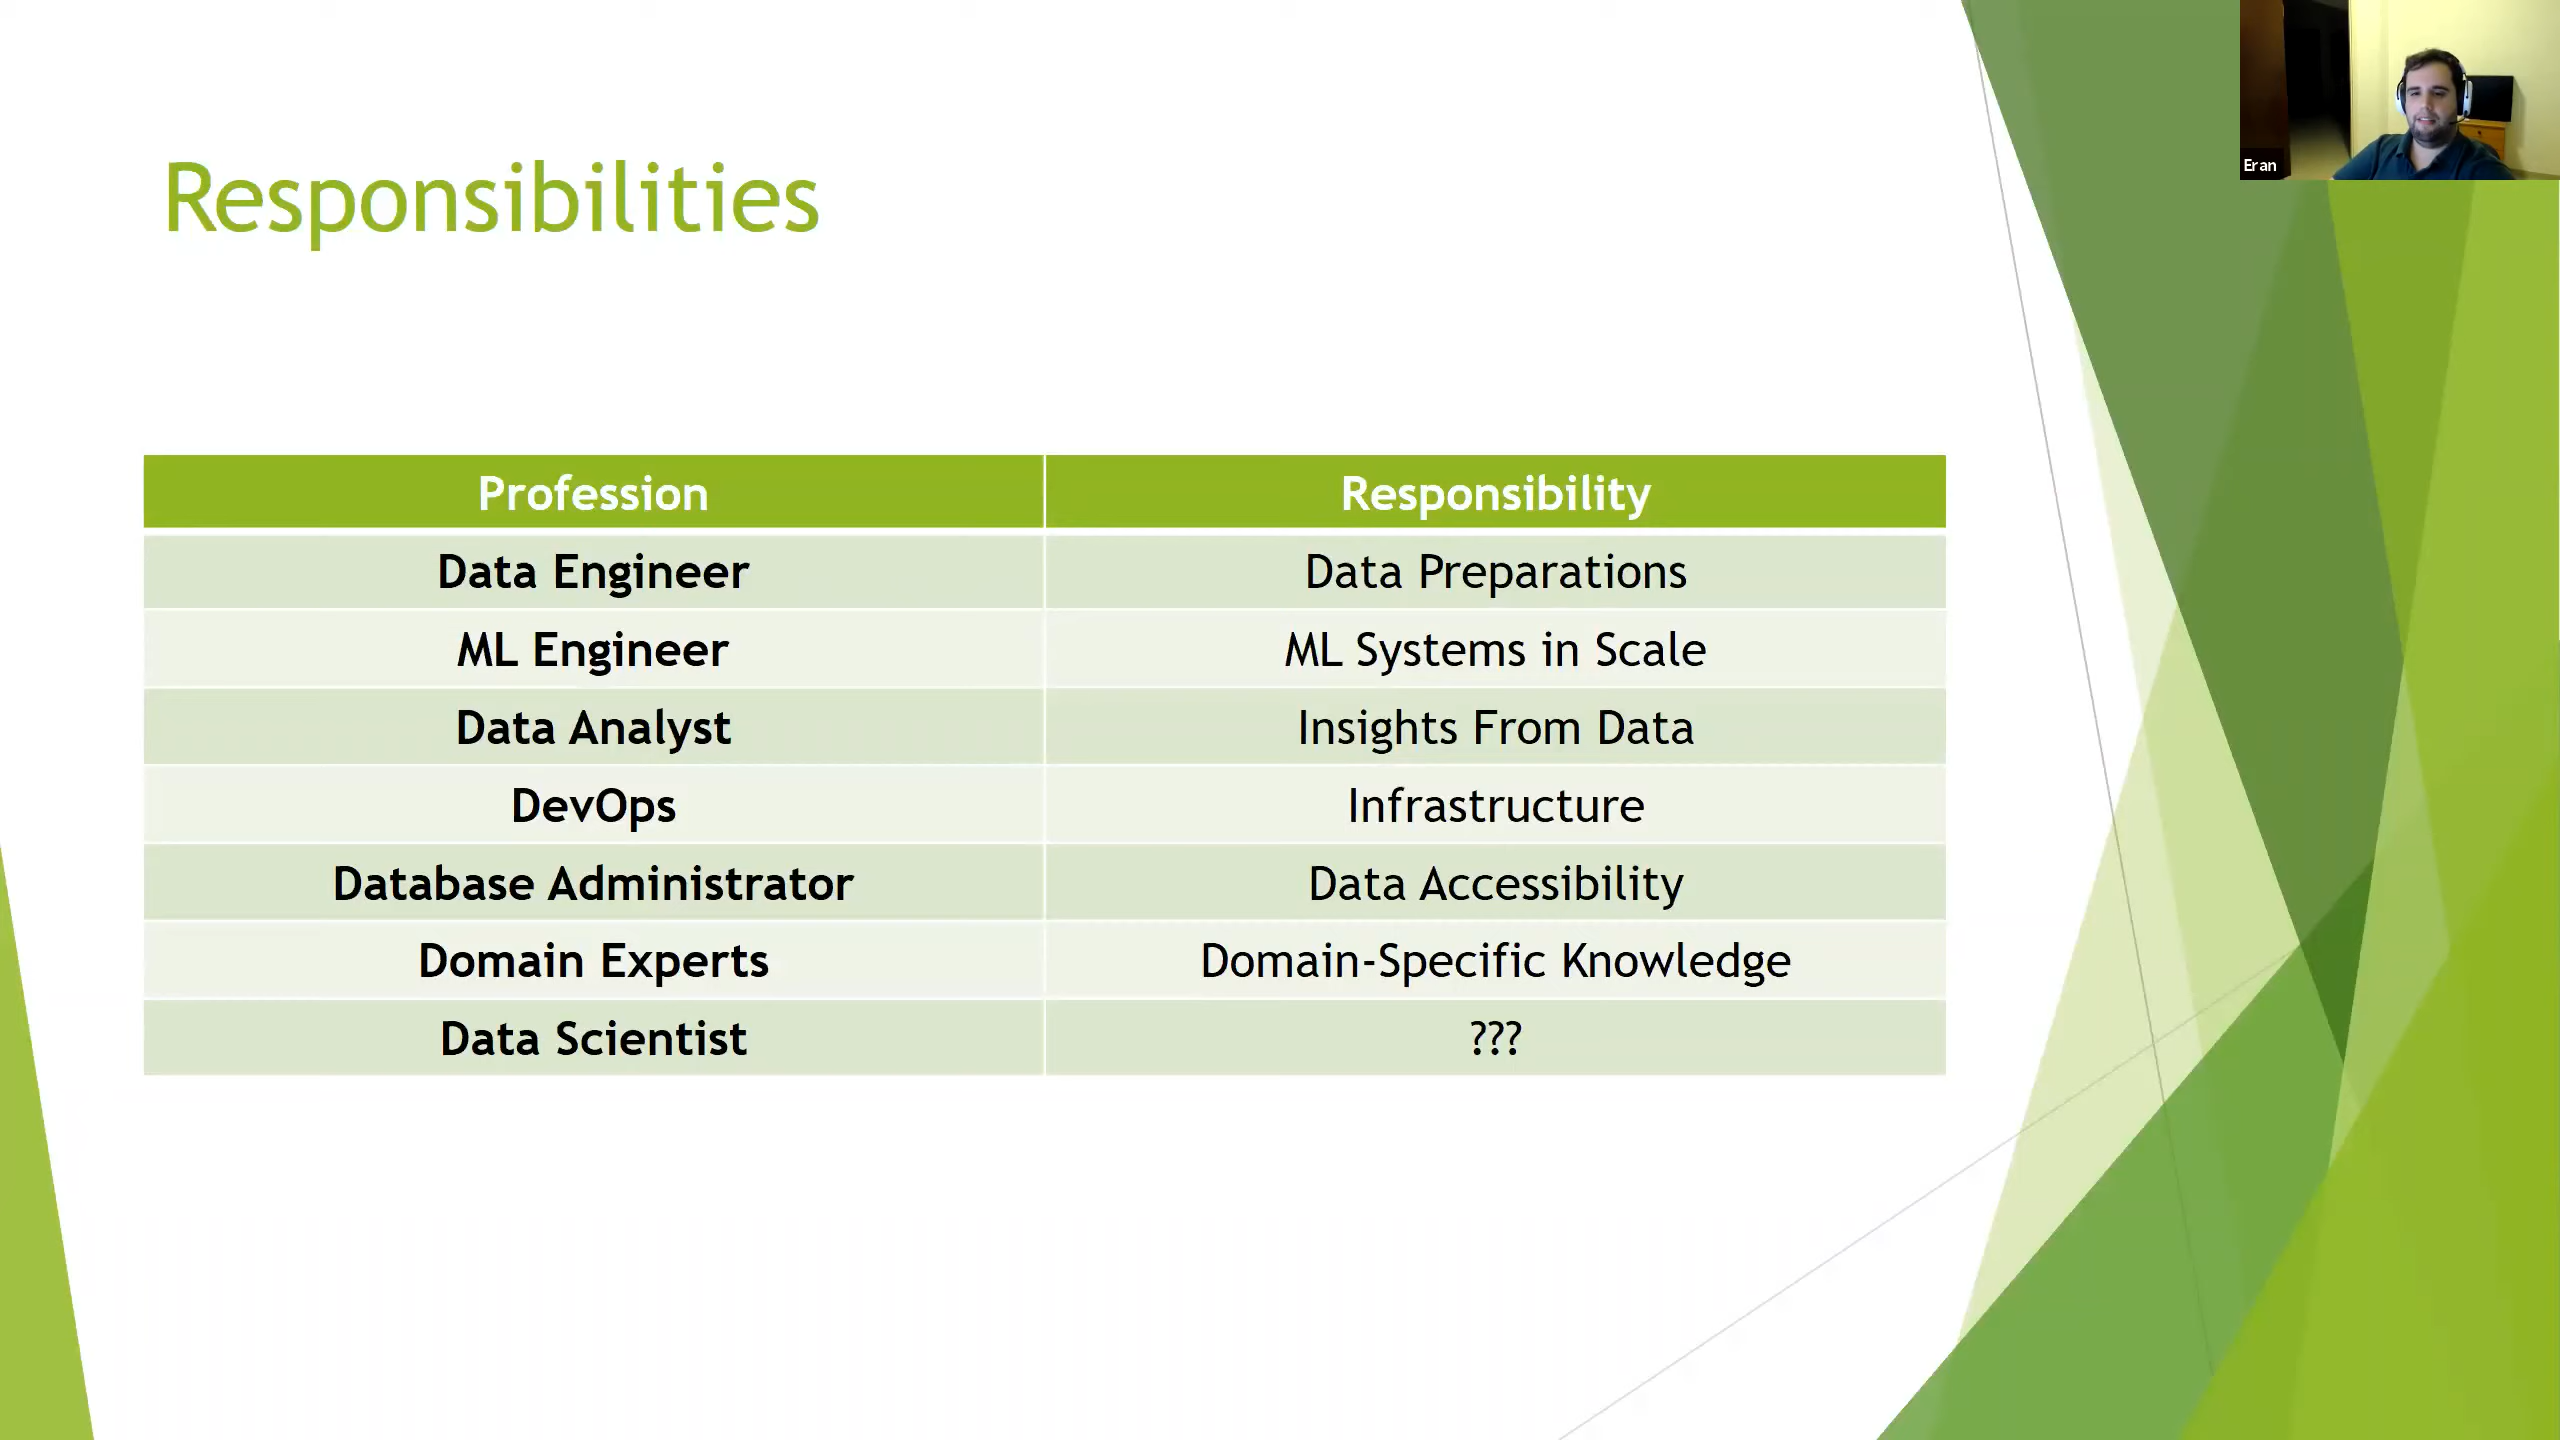 Eran
Responsibilities
Profession Responsibility
Data Engineer Data Preparations
ML Engineer ML Systems in Scale
Data Analyst Insights From Data
DevOps Infrastructure
Database Administrator Data Accessibility
Domain Experts Domain-Specific Knowledge
Data Scientist ???